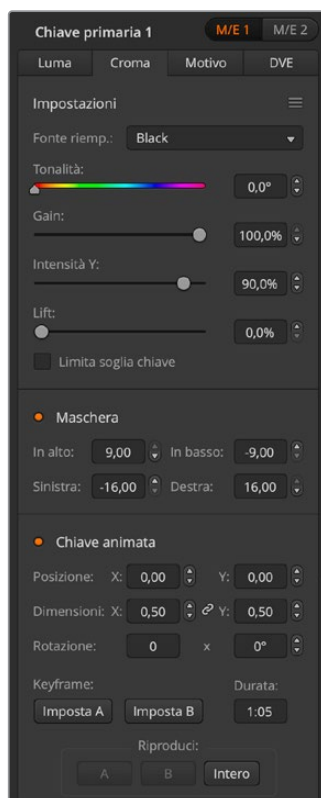 Chiave primaria 1 M/E 1 M/E 2
Luma Croma Motivo DVE
Impostazioni
Fonte riemp.: Black
Tonalità:
0,0°
Gain:
100,0%
Intensità Y:
90,0%
Lift:
0,0%
Limita soglia chiave
Maschera
In alto: 9,00 In basso: -9,00
Sinistra: -16,00 Destra: 16,00
Chiave animata
Posizione: X: 0,00 Y: 0,00
Dimensioni: X: 0,50 Y: 0,50
Rotazione: 0 x 0°
Keyframe: Durata:
Imposta A Imposta B 1:05
Riproduci:
A B Intero